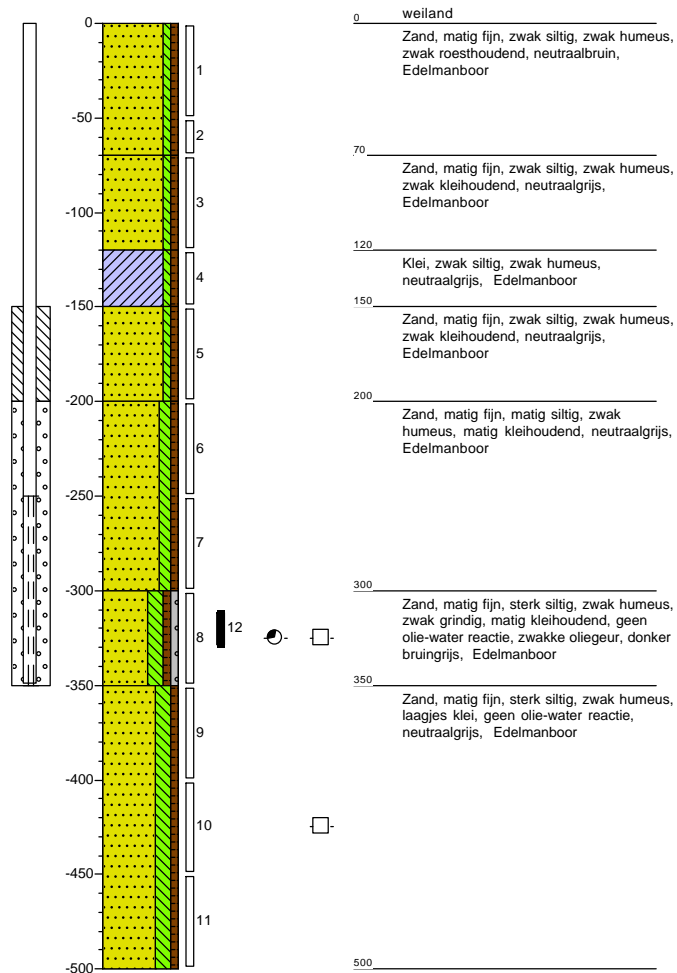 weiland
0
0
Zand, matig fijn, zwak siltig, zwak humeus,
zwak roesthoudend, neutraalbruin,
Edelmanboor
1
-50
2
70
Zand, matig fijn, zwak siltig, zwak humeus,
zwak kleihoudend, neutraalgrijs,
Edelmanboor
3
-100
120
Klei, zwak siltig, zwak humeus,
neutraalgrijs, Edelmanboor
4
-150
150
Zand, matig fijn, zwak siltig, zwak humeus,
zwak kleihoudend, neutraalgrijs,
Edelmanboor
5
-200
200
Zand, matig fijn, matig siltig, zwak
humeus, matig kleihoudend, neutraalgrijs,
Edelmanboor
6
-250
7
-300
300
Zand, matig fijn, sterk siltig, zwak humeus,
zwak grindig, matig kleihoudend, geen
olie-water reactie, zwakke oliegeur, donker
bruingrijs, Edelmanboor
8
12
-350
350
Zand, matig fijn, sterk siltig, zwak humeus,
laagjes klei, geen olie-water reactie,
neutraalgrijs, Edelmanboor
9
-400
10
-450
11
-500
500